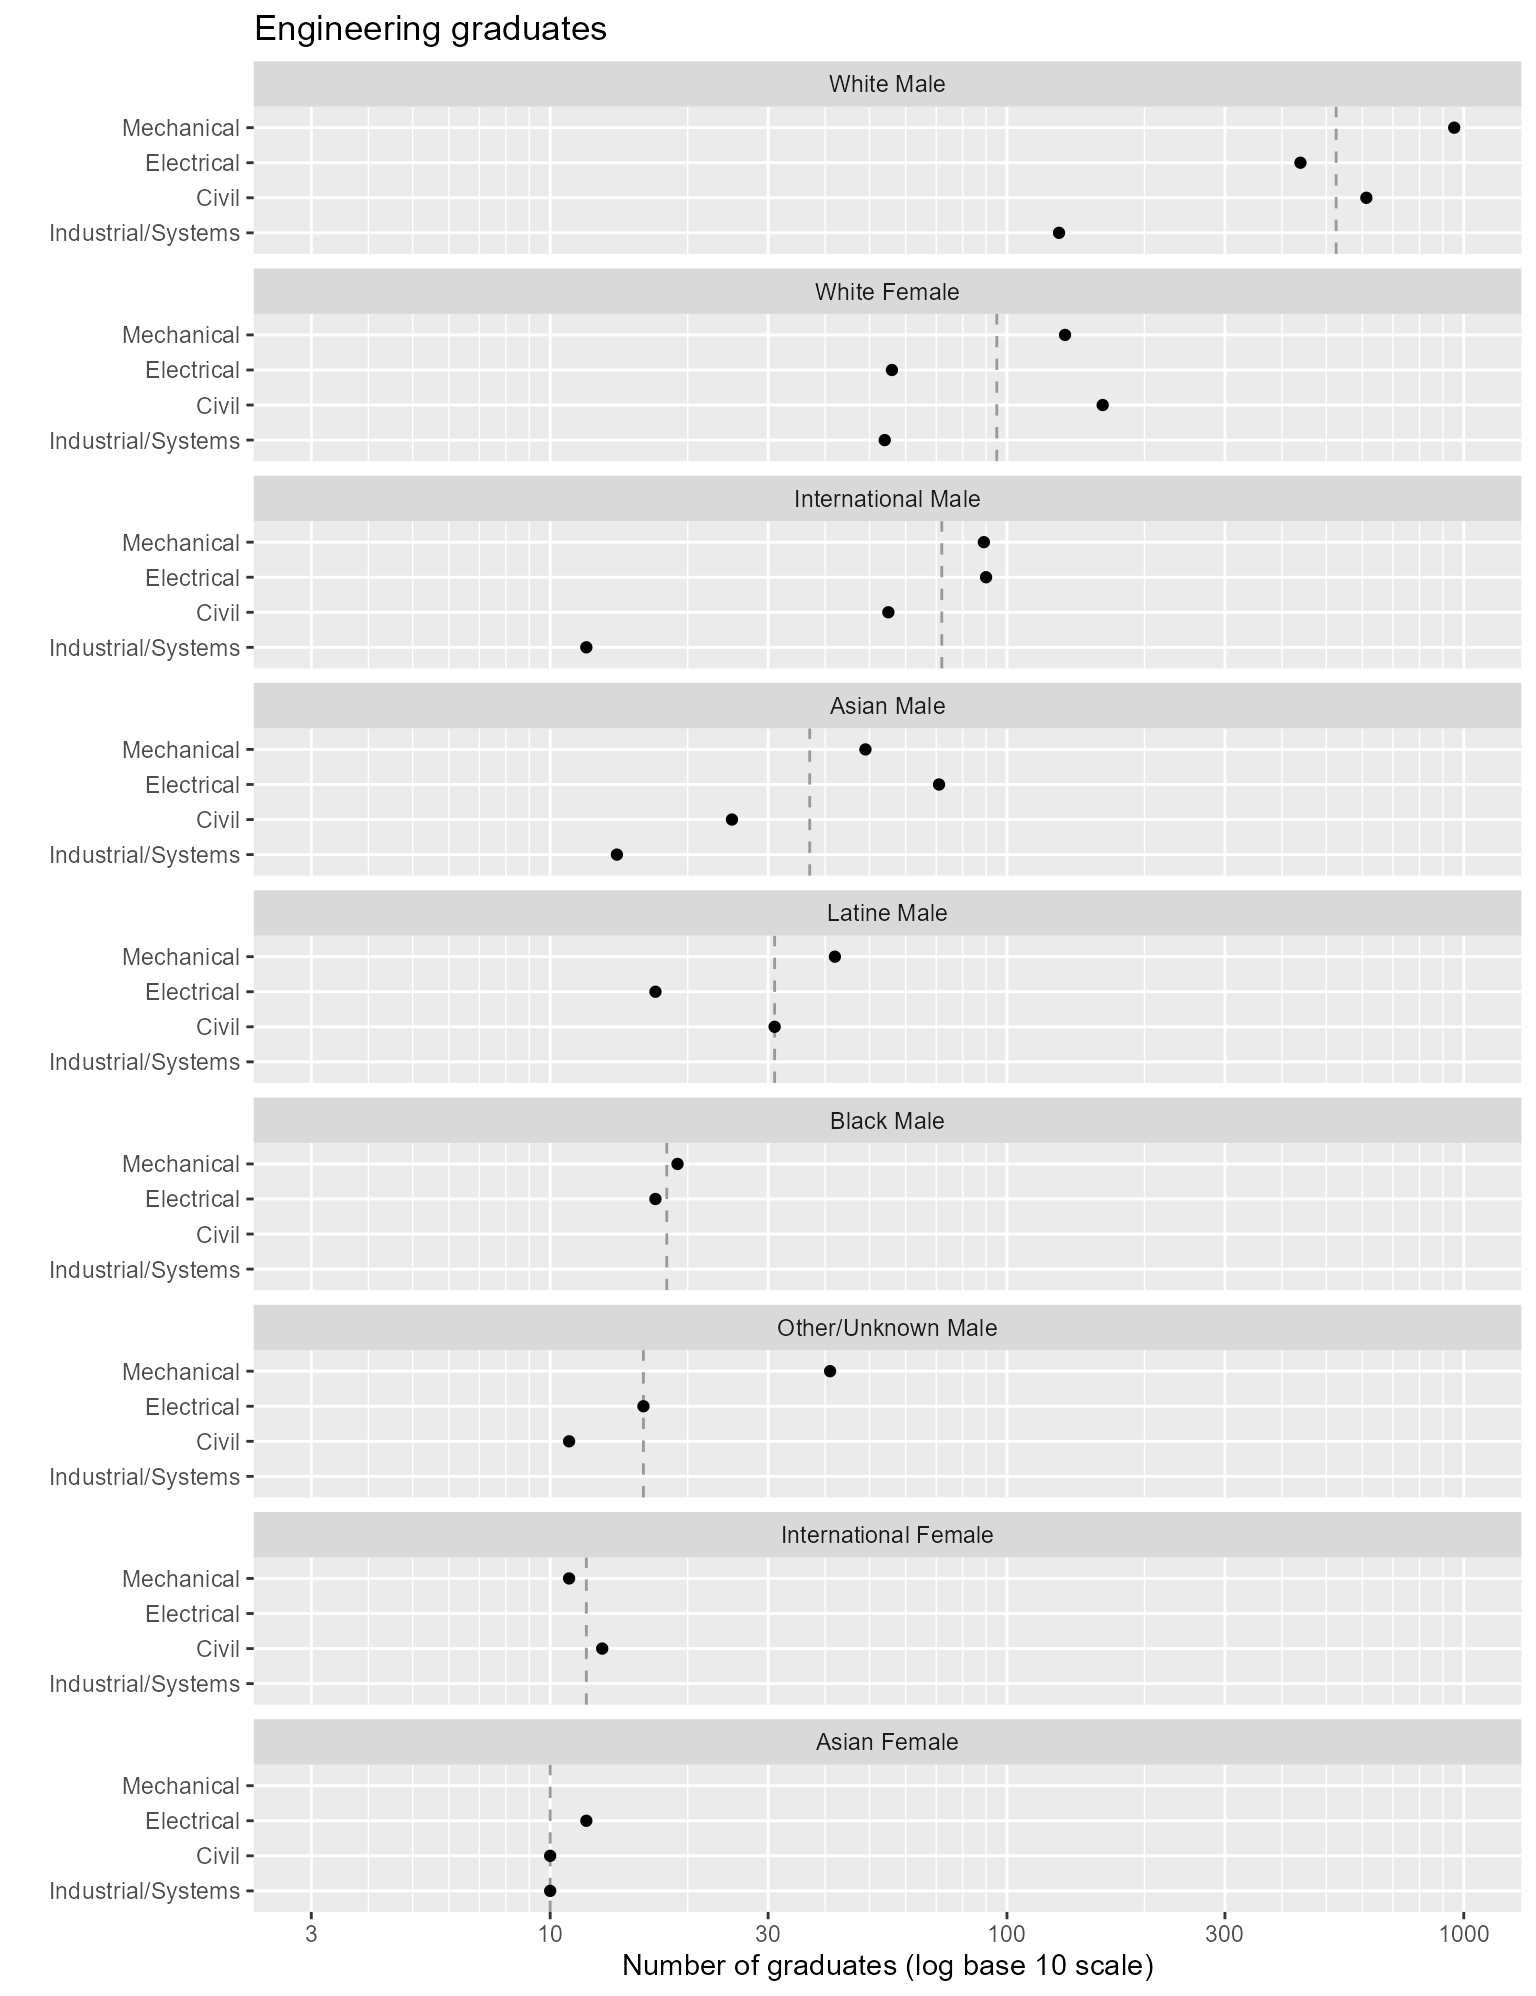 Engineering graduates
White Male
Mechanical
Electrical
Civil
Industrial/Systems
White Female
Mechanical
Electrical
Civil
Industrial/Systems
International Male
Mechanical
Electrical
Civil
Industrial/Systems
Asian Male
Mechanical
Electrical
Civil
Industrial/Systems
Latine Male
Mechanical
Electrical
Civil
Industrial/Systems
Black Male
Mechanical
Electrical
Civil
Industrial/Systems
Other/Unknown Male
Mechanical
Electrical
Civil
Industrial/Systems
International Female
Mechanical
Electrical
Civil
Industrial/Systems
Asian Female
Mechanical
Electrical
Civil
Industrial/Systems
3 10 30 100 300 1000
Number of graduates (log base 10 scale)